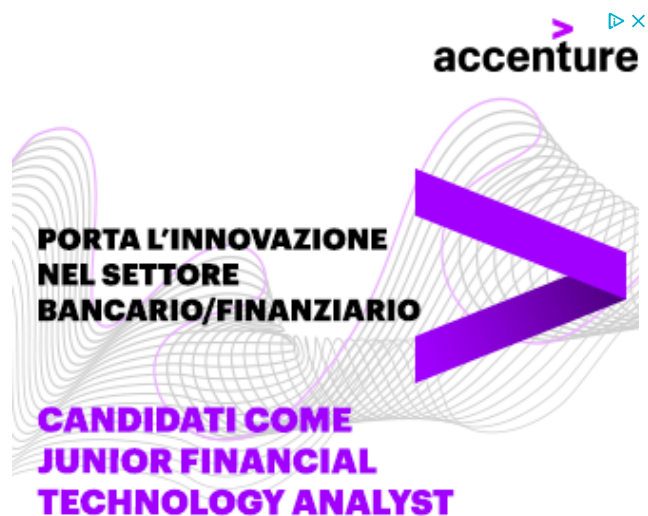 accenture
PORTA L'INNOVAZIONE
NEL SETTORE
BANCARIO/FINANZIARIO
CANDIDATI COME
JUNIOR FINANCIAL
TECHNOLOGY ANALYST